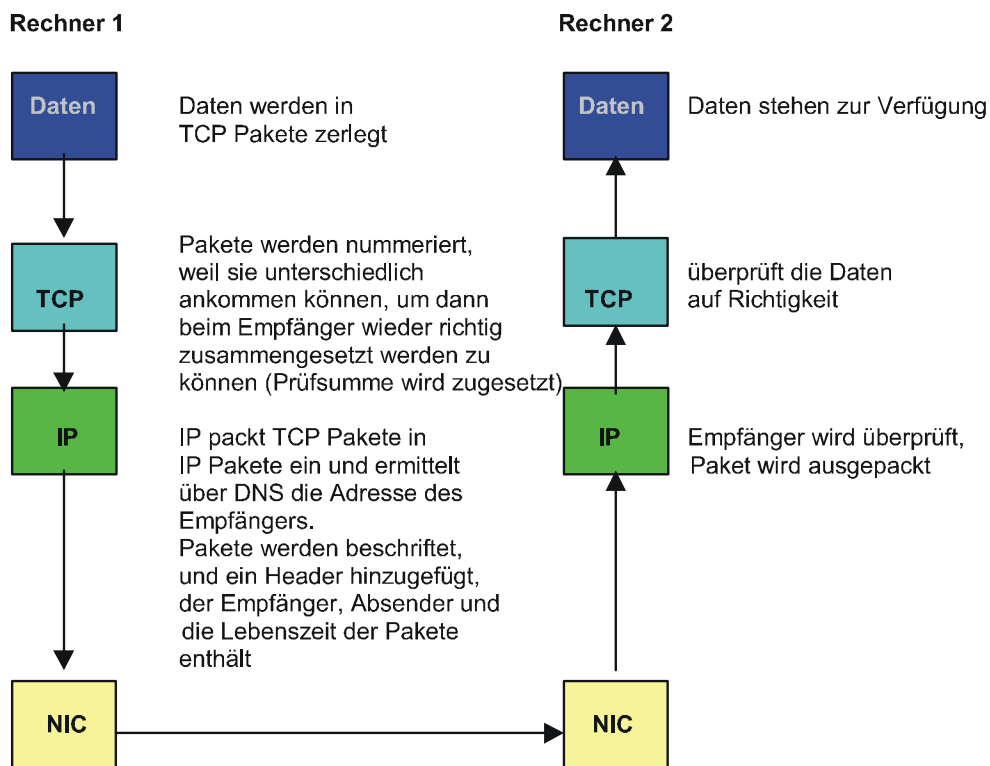 Rechner 1
Daten
Daten werden in
TCP Pakete zerlegt
TCP
Pakete werden nummeriert,
weil sie unterschiedlich
ankommen können, um dann
beim Empfänger wieder richtig
zusammengesetzt werden zu
können (Prüfsumme wird zugesetzt)
IP
IP packt TCP Pakete in
IP Pakete ein und ermittelt
über DNS die Adresse des
Empfängers.
Pakete werden beschriftet,
und ein Header hinzugefügt,
der Empfänger, Absender und
die Lebenszeit der Pakete
enthält
NIC
Rechner 2
Daten
Daten stehen zur Verfügung
TCP
überprüft die Daten
auf Richtigkeit
IP
Empfänger wird überprüft,
Paket wird ausgepackt
NIC